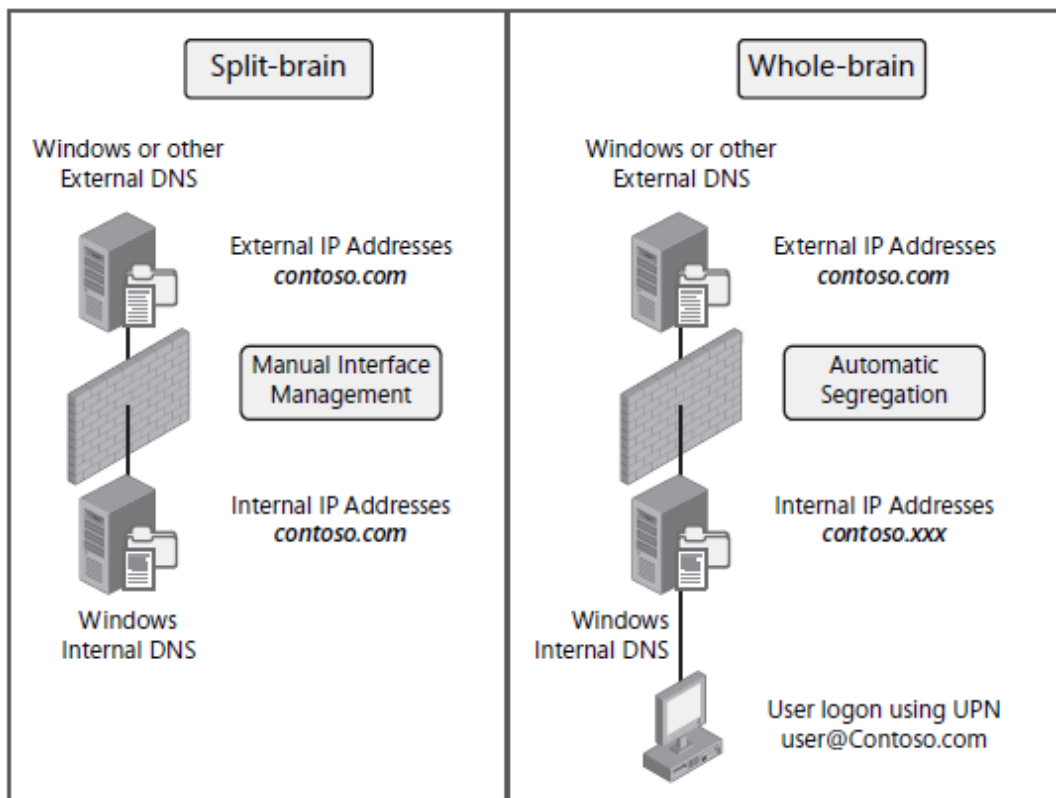 Split-brain
Windows or other
External DNS
External IP Addresses
contoso.com
Manual Interface
Management
Internal IP Addresses
contoso.com
Windows
Internal DNS
Whole-brain
Windows or other
External DNS
External IP Addresses
contoso.com
Automatic
Segregation
Internal IP Addresses
contoso.xxx
Windows
Internal DNS
User logon using UPN
user@Contoso.com